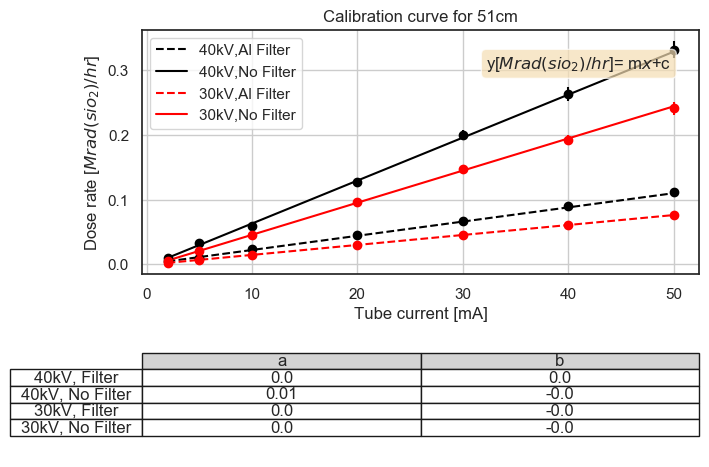 Calibration curve for 51cm
40kV,Al Filter
40kV,No Filter
30kV,Al Filter
30kV,No Filter
y[Mrad(sio₂)/hr]= mx+c
Dose rate [Mrad(sio₂)/hr]
0.3
0.2
0.1
0.0
0 10 20 30 40 50
Tube current [mA]
a b
40kV, Filter 0.0 0.0
40kV, No Filter 0.01 -0.0
30kV, Filter 0.0 -0.0
30kV, No Filter 0.0 -0.0